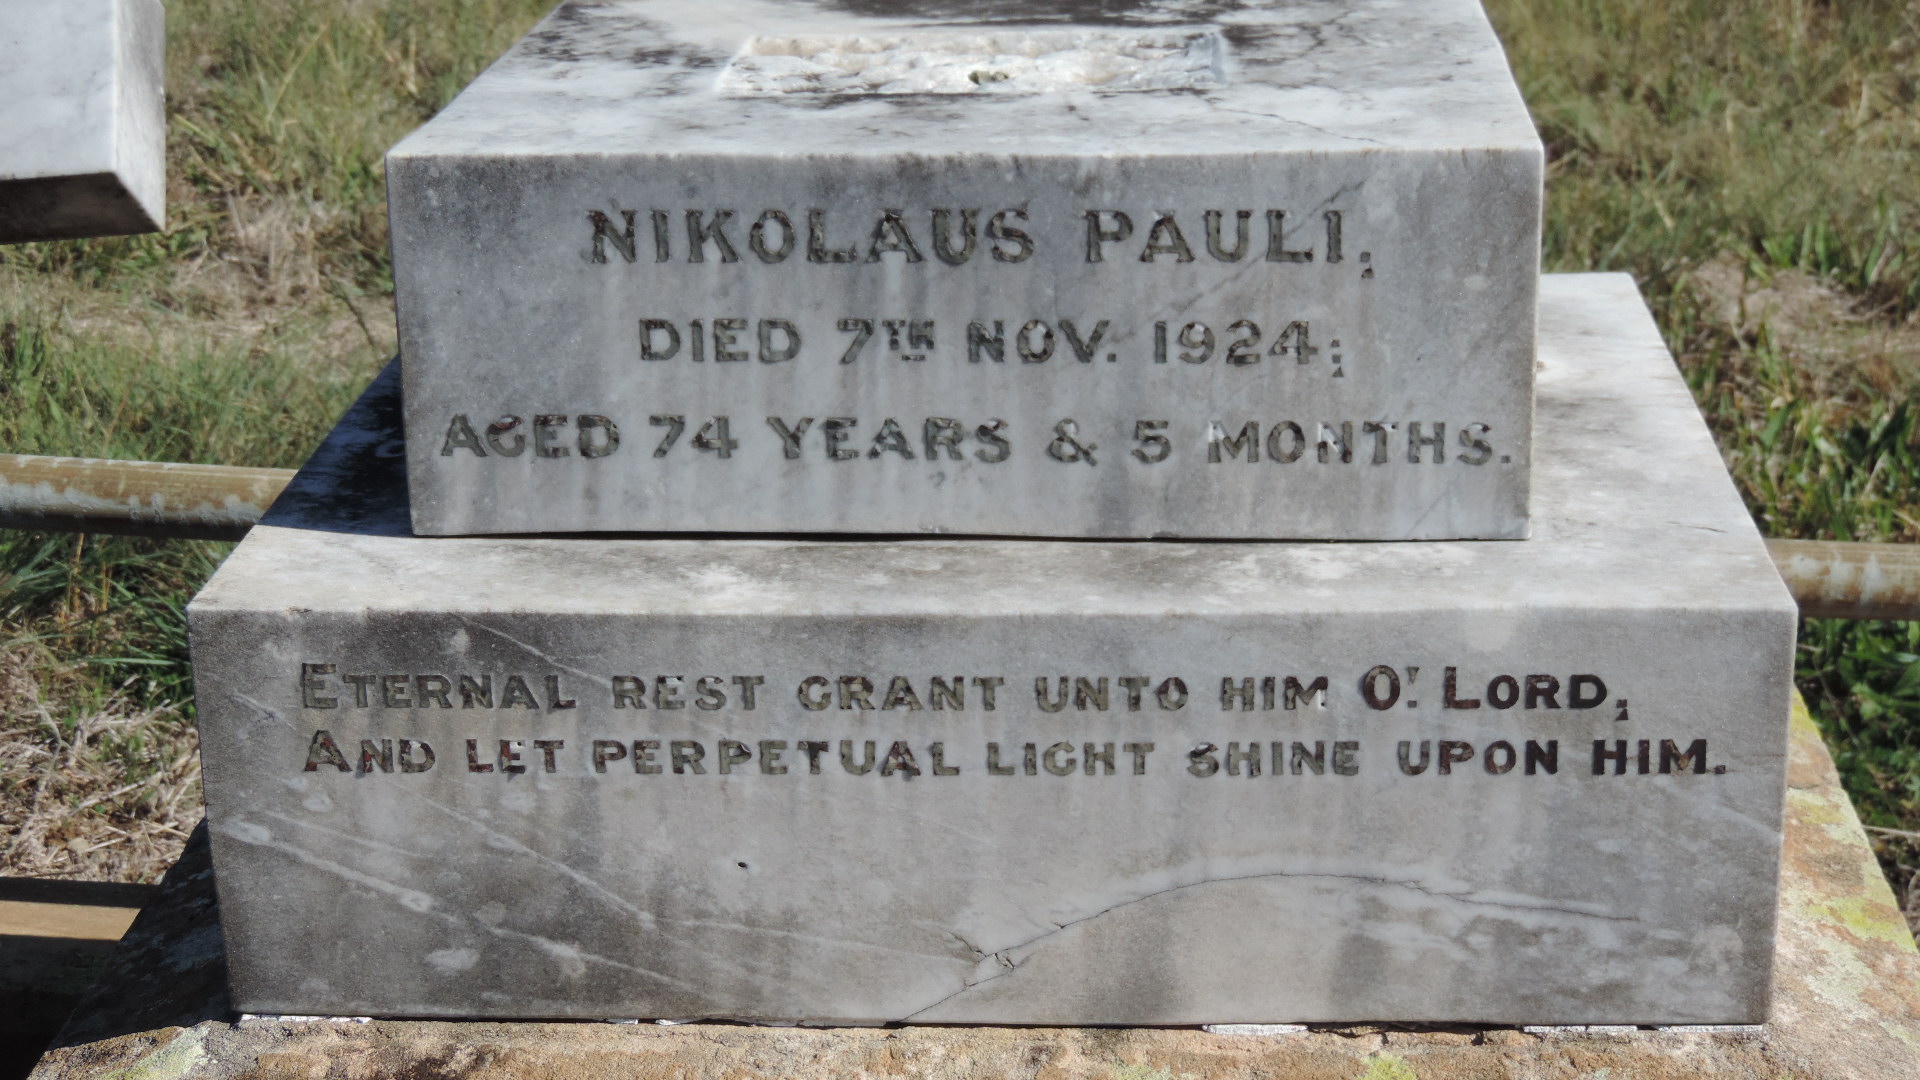 NIKOLAUS PAULI,
DIED 7TH NOV. 1924;
AGED 74 YEARS & 5 MONTHS.
ETERNAL REST GRANT UNTO HIM O! LORD,
AND LET PERPETUAL LIGHT SHINE UPON HIM.